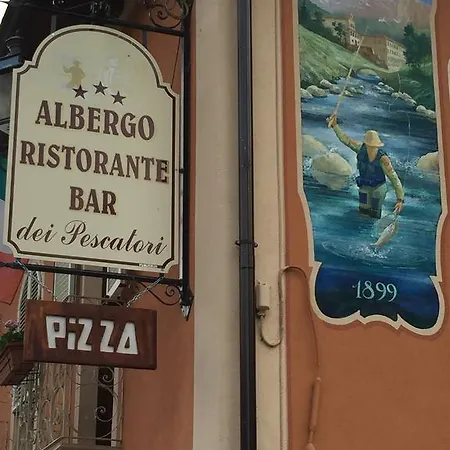 ALBERGO
RISTORANTE
BAR
dei Pescatori
PiZZA
1899